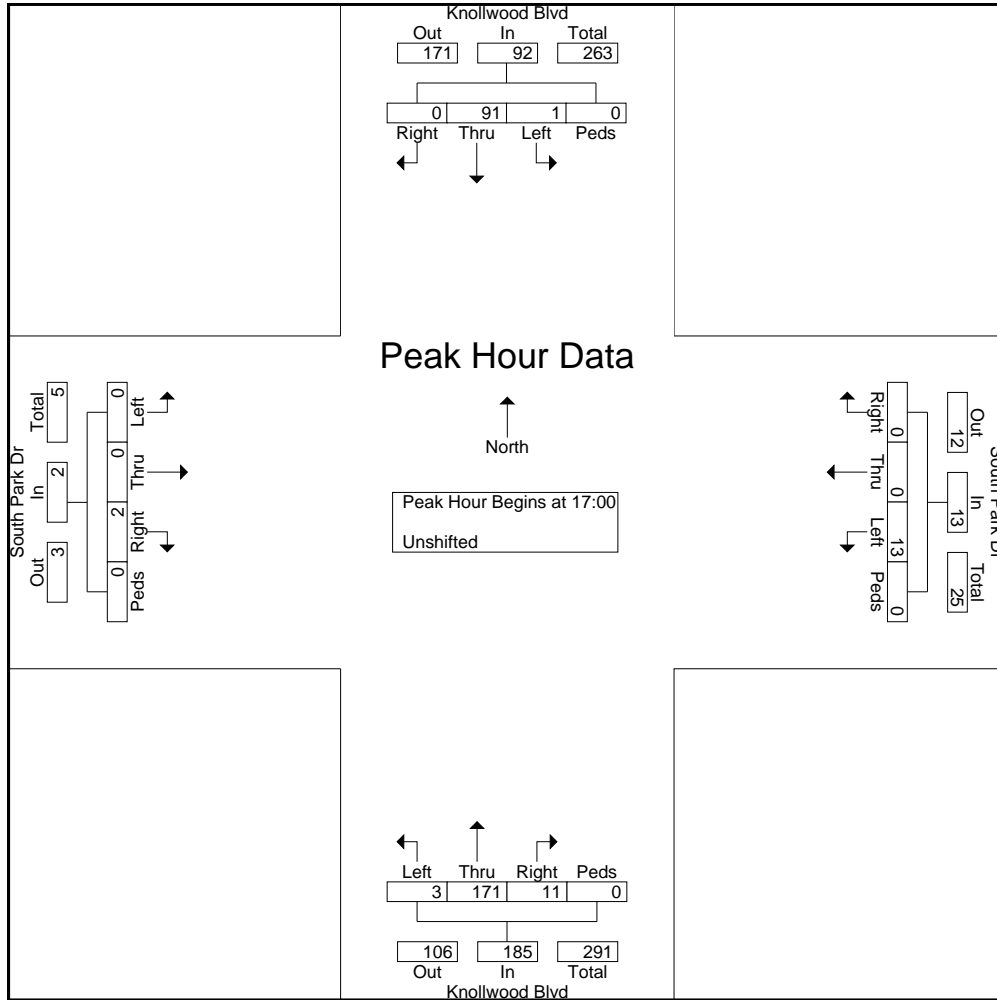 Knollwood Blvd
Out In Total
171 92 263
0 91 1 0
Right Thru Left Peds
Peak Hour Data
North
Peak Hour Begins at 17:00
Unshifted
South Park Dr
Out In Total
3 2 5
0 0 2 0
Left Thru Right Peds
South Park Dr
Out In Total
12 13 25
0 0 13 0
Right Thru Left Peds
Left Thru Right Peds
3 171 11 0
106 185 291
Out In Total
Knollwood Blvd